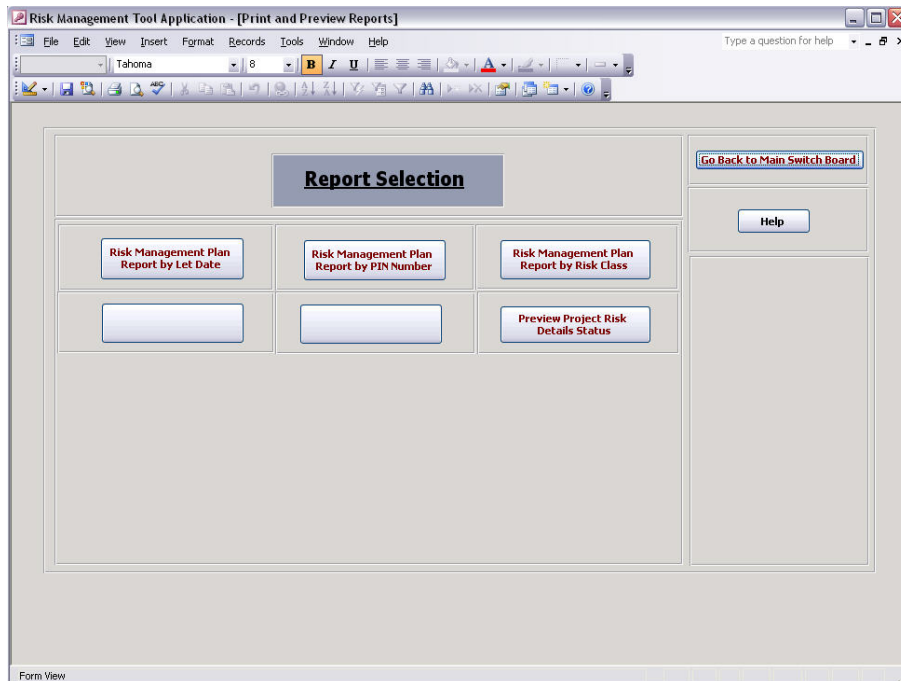 Risk Management Tool Application - [Print and Preview Reports]
File Edit View Insert Format Records Tools Window Help Type a question for help
Tahoma 8 B I U A
Report Selection
Go Back to Main Switch Board
Help
Risk Management Plan
Report by Let Date
Risk Management Plan
Report by PIN Number
Risk Management Plan
Report by Risk Class
Preview Project Risk
Details Status
Form View